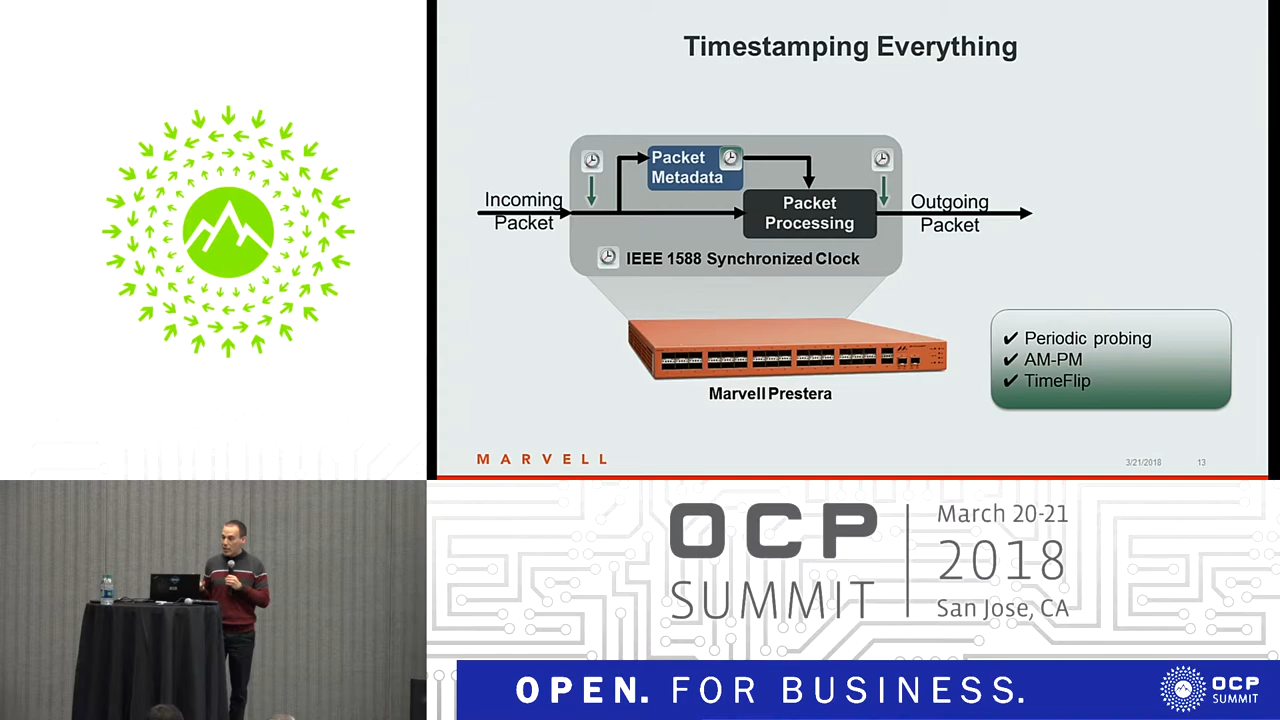 Timestamping Everything
Packet
Metadata
Incoming
Packet
Packet
Processing
Outgoing
Packet
IEEE 1588 Synchronized Clock
Marvell Prestera
✔ Periodic probing
✔ AM-PM
✔ TimeFlip
MARVELL
3/21/2018 13
OCP
SUMMIT
March 20-21
2018
San Jose, CA
OPEN. FOR BUSINESS.
OCP
SUMMIT